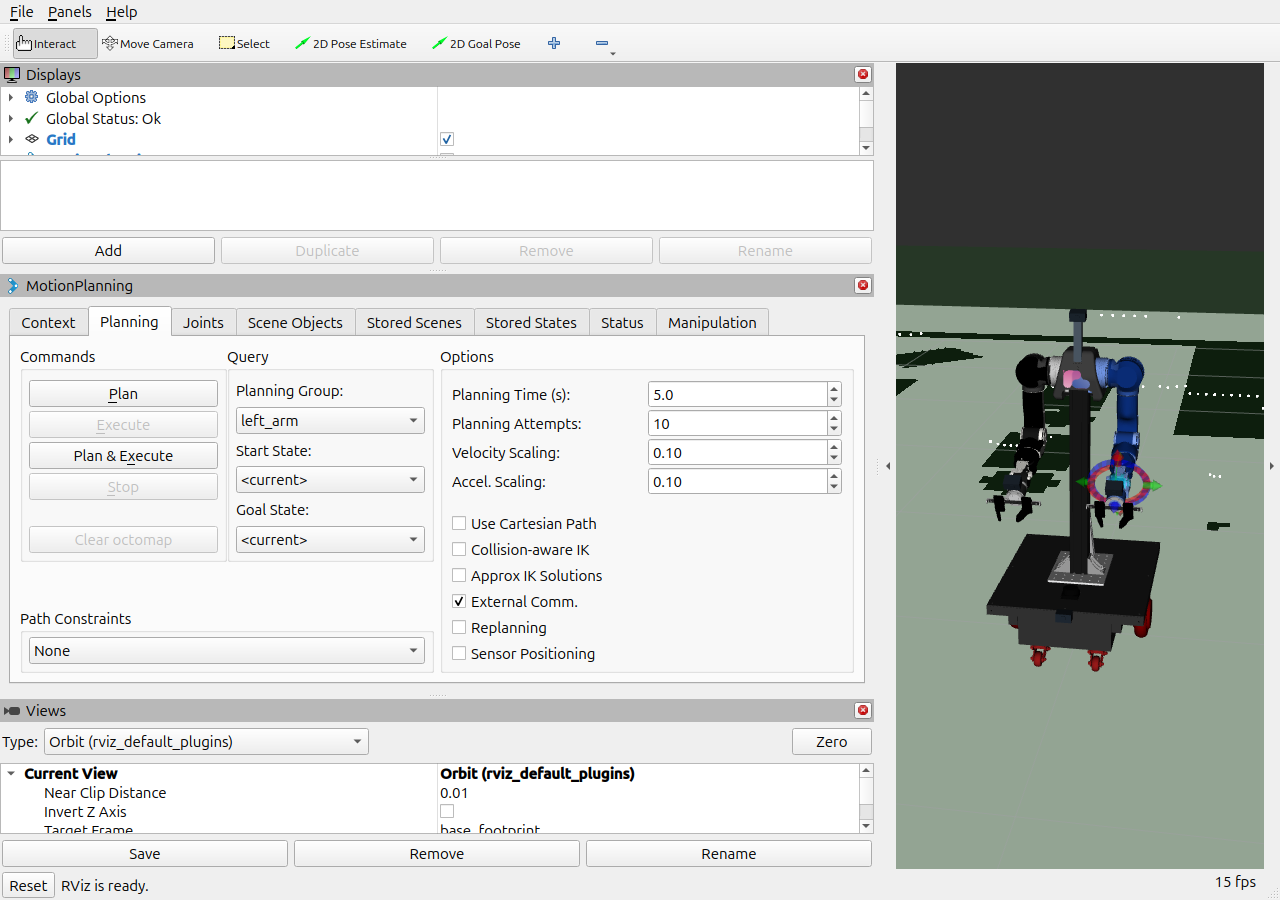 File Panels Help
Interact Move Camera Select 2D Pose Estimate 2D Goal Pose
Displays
Global Options
Global Status: Ok
Grid
Add Duplicate Remove Rename
MotionPlanning
Context Planning Joints Scene Objects Stored Scenes Stored States Status Manipulation
Commands Query Options
Plan
Execute
Plan & Execute
Stop
Clear octomap
Planning Group:
left_arm
Start State:
<current>
Goal State:
<current>
Planning Time (s): 5.0
Planning Attempts: 10
Velocity Scaling: 0.10
Accel. Scaling: 0.10
Use Cartesian Path
Collision-aware IK
Approx IK Solutions
External Comm.
Replanning
Sensor Positioning
Path Constraints
None
Views
Type: Orbit (rviz_default_plugins) Zero
Current View Orbit (rviz_default_plugins)
Near Clip Distance 0.01
Invert Z Axis
Target Frame base_footprint
Save Remove Rename
Reset RViz is ready. 15 fps